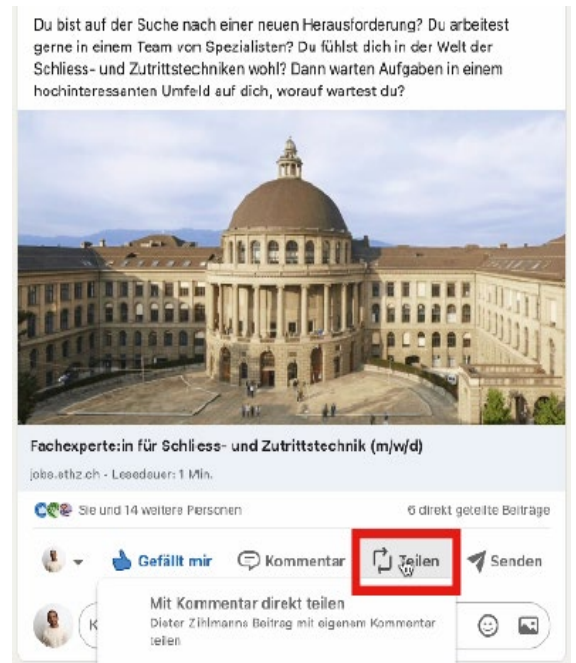 Du bist auf der Suche nach einer neuen Herausforderung? Du arbeitest
gerne in einem Team von Spezialisten? Du fühlst dich in der Welt der
Schliess- und Zutrittstechniken wohl? Dann warten Aufgaben in einem
hochinteressanten Umfeld auf dich, worauf wartest du?
Fachexperte:in für Schliess- und Zutrittstechnik (m/w/d)
jobs.ethz.ch - Lesedauer: 1 Min.
Sie und 14 weitere Personen 6 direkt geteilte Beiträge
Gefällt mir Kommentar Teilen Senden
Mit Kommentar direkt teilen
K
Dieter Zihlmanns Beitrag mit eigenem Kommentar
teilen